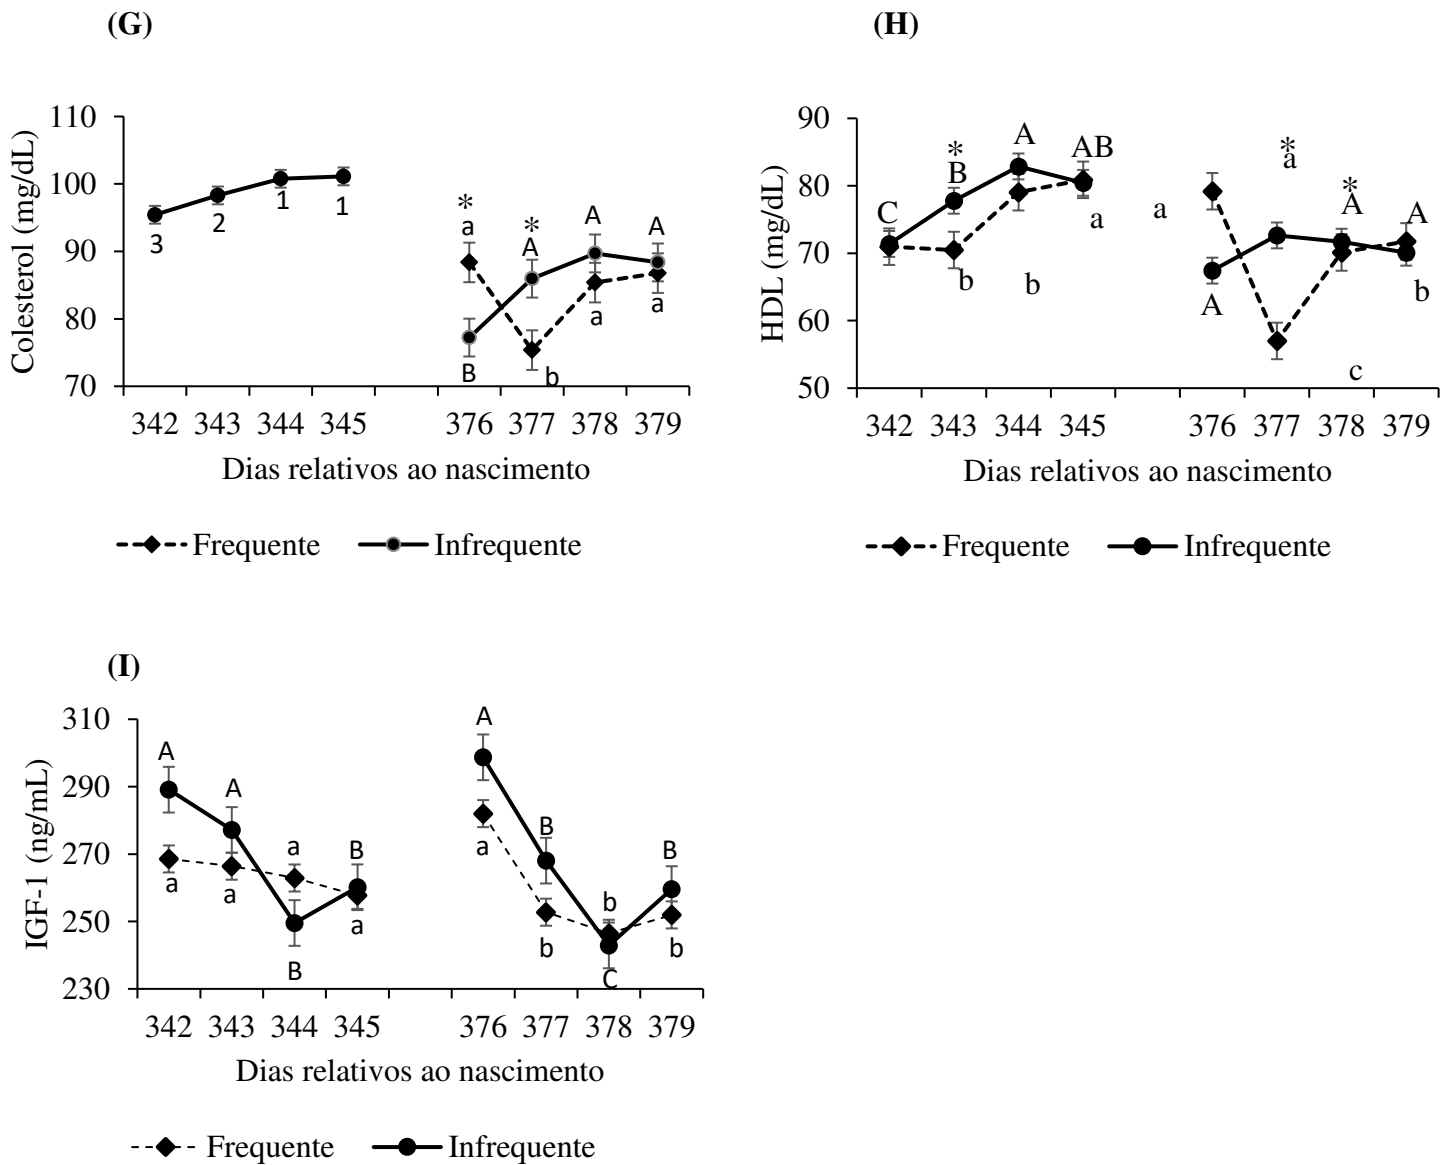 (G)
110
100
90
80
70
Colesterol (mg/dL)
3
2
1
1
*
a
*
A
A
A
B
b
a
a
342 343 344 345 376 377 378 379
Dias relativos ao nascimento
Frequente Infrequente
(H)
90
80
70
60
50
HDL (mg/dL)
C
*
B
A
AB
b
b
a
a
*
a
*
A
A
A
b
c
342 343 344 345 376 377 378 379
Dias relativos ao nascimento
Frequente Infrequente
(I)
310
290
270
250
230
IGF-1 (ng/mL)
A
A
a
B
a
a
B
a
A
a
B
b
b
C
B
b
342 343 344 345 376 377 378 379
Dias relativos ao nascimento
Frequente Infrequente